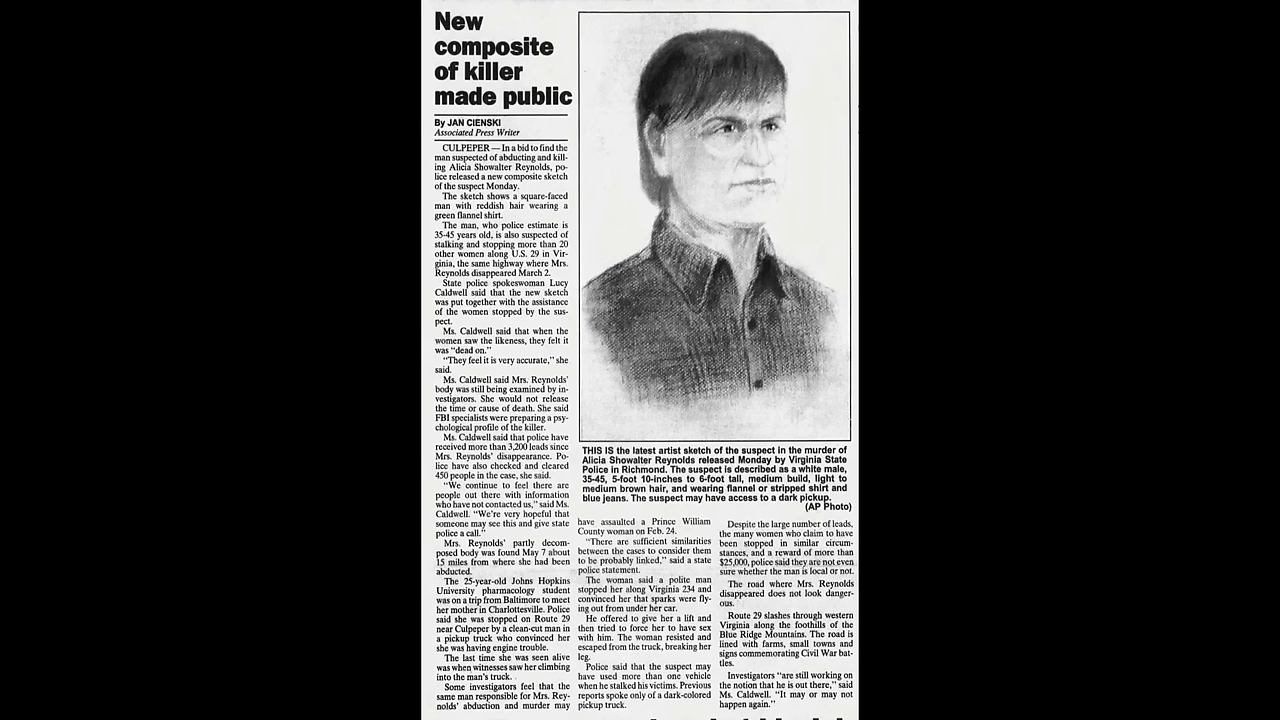 New
composite
of killer
made public
By JAN CIENSKI
Associated Press Writer
CULPEPER — In a bid to find the
man suspected of abducting and kill-
ing Alicia Showalter Reynolds, po-
lice released a new composite sketch
of the suspect Monday.
The sketch shows a square-faced
man with reddish hair wearing a
green flannel shirt.
The man, who police estimate is
35-45 years old, is also suspected of
stalking and stopping more than 20
other women along U.S. 29 in Vir-
ginia, the same highway where Mrs.
Reynolds disappeared March 2.
State police spokeswoman Lucy
Caldwell said that the new sketch
was put together with the assistance
of the women stopped by the sus-
pect.
Ms. Caldwell said that when the
women saw the likeness, they felt it
was "dead on."
"They feel it is very accurate," she
said.
Ms. Caldwell said Mrs. Reynolds'
body was still being examined by in-
vestigators. She would not release
the time or cause of death. She said
FBI specialists were preparing a psy-
chological profile of the killer.
Ms. Caldwell said that police have
received more than 3,200 leads since
Mrs. Reynolds' disappearance. Po-
lice have also checked and cleared
450 people in the case, she said.
"We continue to feel there are
people out there with information
who have not contacted us," said Ms.
Caldwell. "We're very hopeful that
someone may see this and give state
police a call."
Mrs. Reynolds' partly decom-
posed body was found May 7 about
15 miles from where she had been
abducted.
The 25-year-old Johns Hopkins
University pharmacology student
was on a trip from Baltimore to meet
her mother in Charlottesville. Police
said she was stopped on Route 29
near Culpeper by a clean-cut man in
a pickup truck who convinced her
she was having engine trouble.
The last time she was seen alive
was when witnesses saw her climbing
into the man's truck.
Some investigators feel that the
same man responsible for Mrs. Rey-
nolds' abduction and murder may
THIS IS the latest artist sketch of the suspect in the murder of
Alicia Showalter Reynolds released Monday by Virginia State
Police in Richmond. The suspect is described as a white male,
35-45, 5-foot 10-inches to 6-foot tall, medium build, light to
medium brown hair, and wearing flannel or stripped shirt and
blue jeans. The suspect may have access to a dark pickup.
(AP Photo)
have assaulted a Prince William
County woman on Feb. 24.
"There are sufficient similarities
between the cases to consider them
to be probably linked," said a state
police statement.
The woman said a polite man
stopped her along Virginia 234 and
convinced her that sparks were fly-
ing out from under her car.
He offered to give her a lift and
then tried to force her to have sex
with him. The woman resisted and
escaped from the truck, breaking her
leg.
Police said that the suspect may
have used more than one vehicle
when he stalked his victims. Previous
reports spoke only of a dark-colored
pickup truck.
Despite the large number of leads,
the many women who claim to have
been stopped in similar circum-
stances, and a reward of more than
$25,000, police said they are not even
sure whether the man is local or not.
The road where Mrs. Reynolds
disappeared does not look danger-
ous.
Route 29 slashes through western
Virginia along the foothills of the
Blue Ridge Mountains. The road is
lined with farms, small towns and
signs commemorating Civil War bat-
tles.
Investigators "are still working on
the notion that he is out there," said
Ms. Caldwell. "It may or may not
happen again."